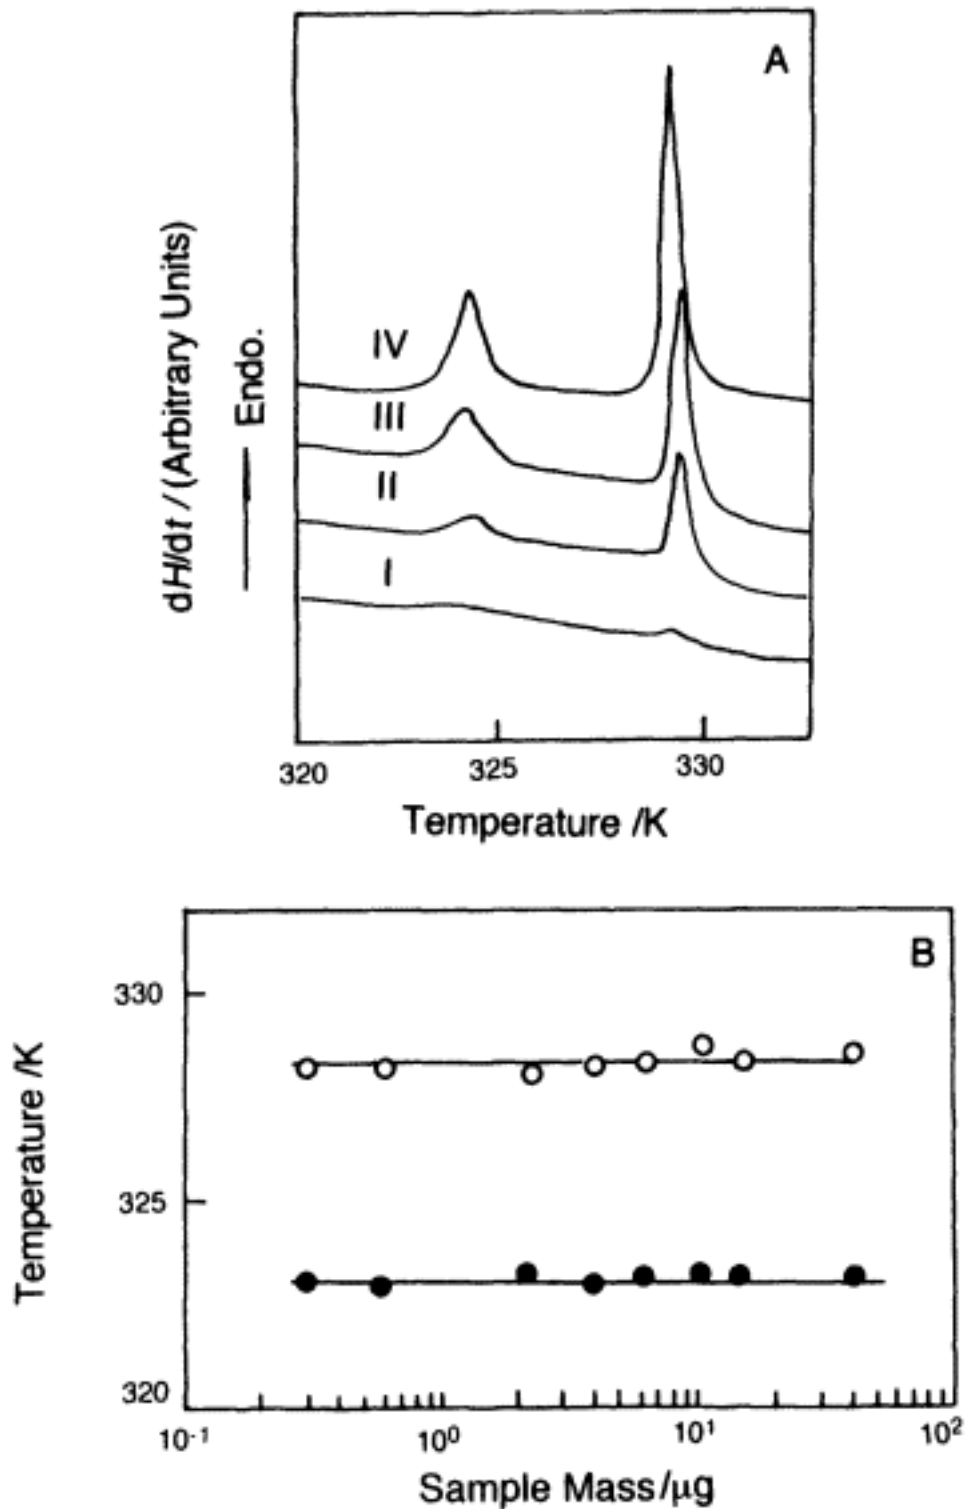 A
dH/dt / (Arbitrary Units)
Endo.
IV
III
II
I
320 325 330
Temperature /K
B
Temperature /K
330
325
320
10-1 100 101 102
Sample Mass/μg